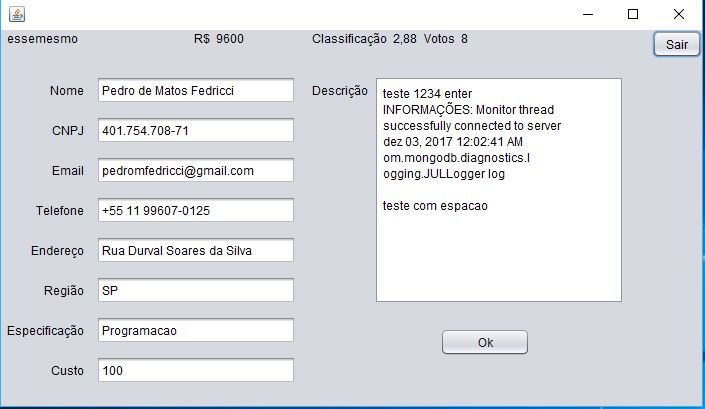 essemesmo R$ 9600 Classificação 2,88 Votos 8
Sair
Nome Pedro de Matos Fedricci
CNPJ 401.754.708-71
Email pedromfedricci@gmail.com
Telefone +55 11 99607-0125
Endereço Rua Durval Soares da Silva
Região SP
Especificação Programacao
Custo 100
Descrição
teste 1234 enter
INFORMAÇÕES: Monitor thread
successfully connected to server
dez 03, 2017 12:02:41 AM
om.mongodb.diagnostics.l
ogging.JULLogger log
teste com espacao
Ok